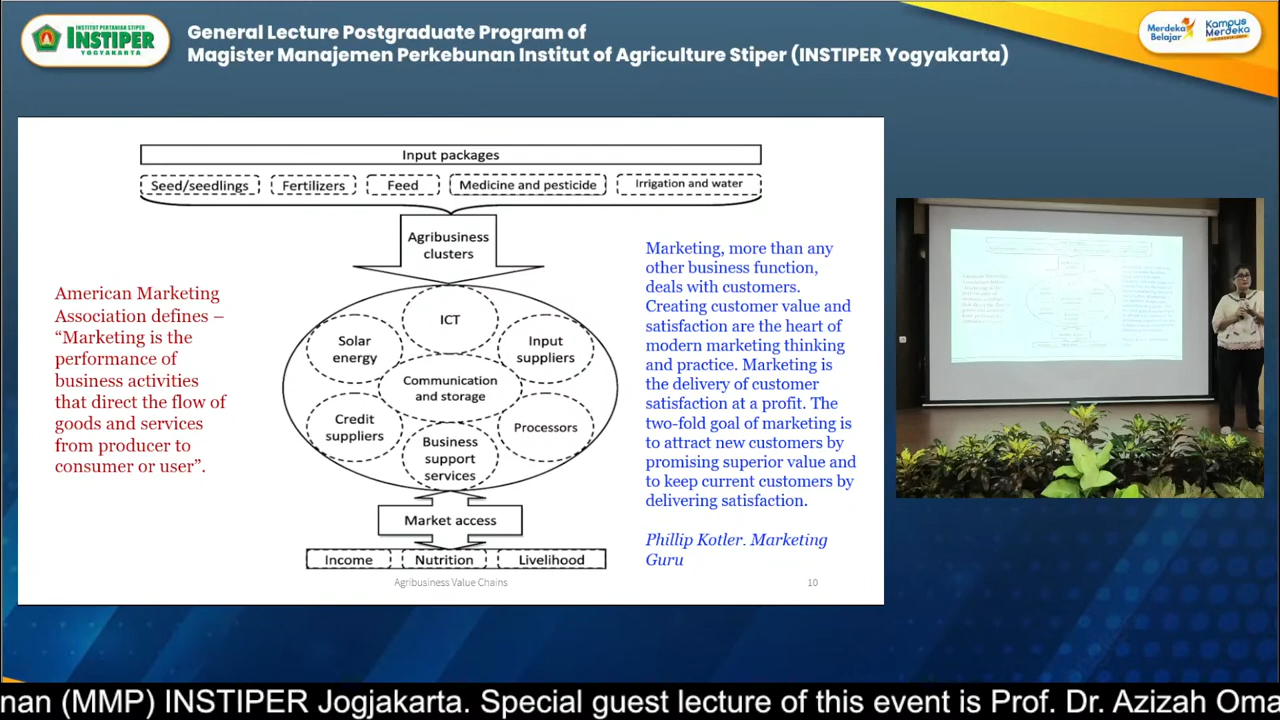 INSTITUT PERTANIAN STIPER
INSTIPER
YOGYAKARTA
General Lecture Postgraduate Program of
Magister Manajemen Perkebunan Institut of Agriculture Stiper (INSTIPER Yogyakarta)
Merdeka
Belajar
Kampus
Merdeka
Input packages
Seed/seedlings
Fertilizers
Feed
Medicine and pesticide
Irrigation and water
Agribusiness
clusters
American Marketing
Association defines –
“Marketing is the
performance of
business activities
that direct the flow of
goods and services
from producer to
consumer or user”.
ICT
Solar
energy
Input
suppliers
Communication
and storage
Credit
suppliers
Processors
Business
support
services
Market access
Income
Nutrition
Livelihood
Marketing, more than any
other business function,
deals with customers.
Creating customer value and
satisfaction are the heart of
modern marketing thinking
and practice. Marketing is
the delivery of customer
satisfaction at a profit. The
two-fold goal of marketing is
to attract new customers by
promising superior value and
to keep current customers by
delivering satisfaction.
Phillip Kotler. Marketing
Guru
Agribusiness Value Chains
10
nan (MMP) INSTIPER Jogjakarta. Special guest lecture of this event is Prof. Dr. Azizah Oma